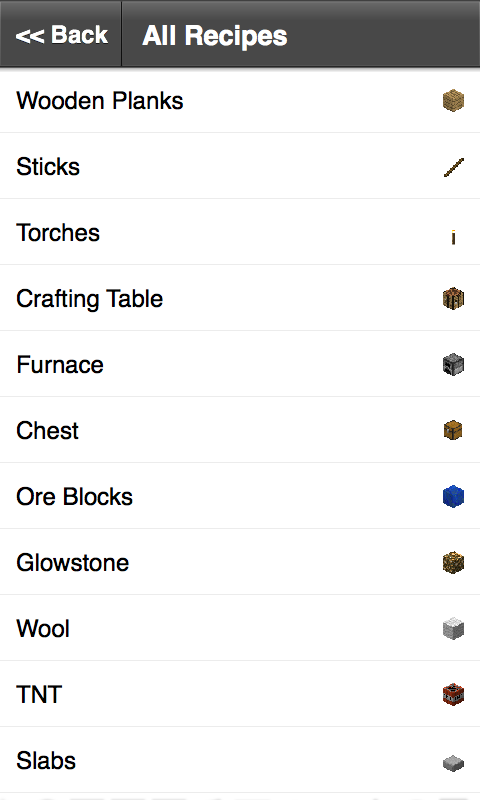 << Back
All Recipes
Wooden Planks
Sticks
Torches
Crafting Table
Furnace
Chest
Ore Blocks
Glowstone
Wool
TNT
Slabs